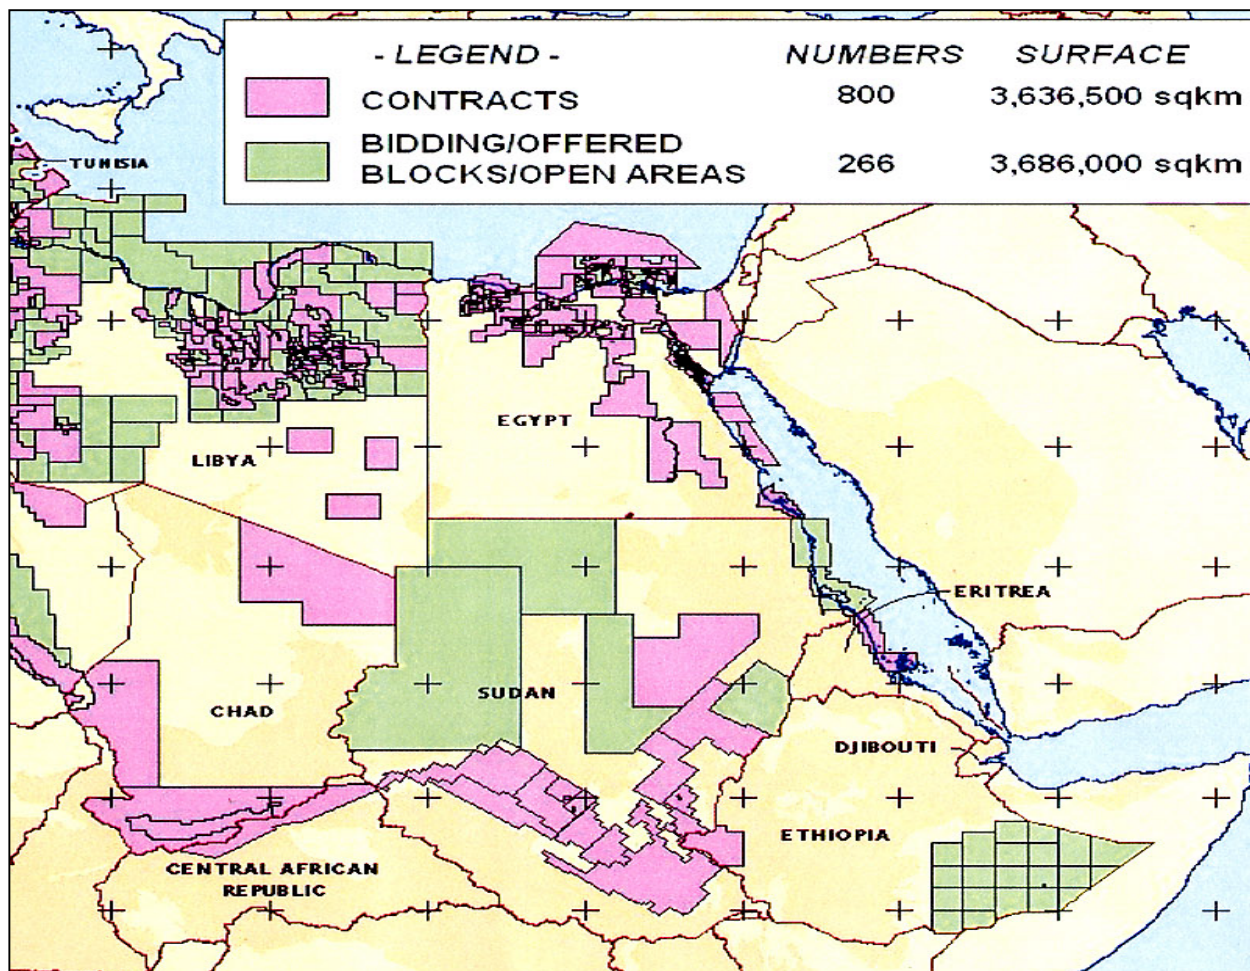 - LEGEND - NUMBERS SURFACE
CONTRACTS 800 3,636,500 sqkm
BIDDING/OFFERED
BLOCKS/OPEN AREAS 266 3,686,000 sqkm
TUNISIA
EGYPT
LIBYA
ERITREA
SUDAN
CHAD
DJIBOUTI
ETHIOPIA
CENTRAL AFRICAN
REPUBLIC